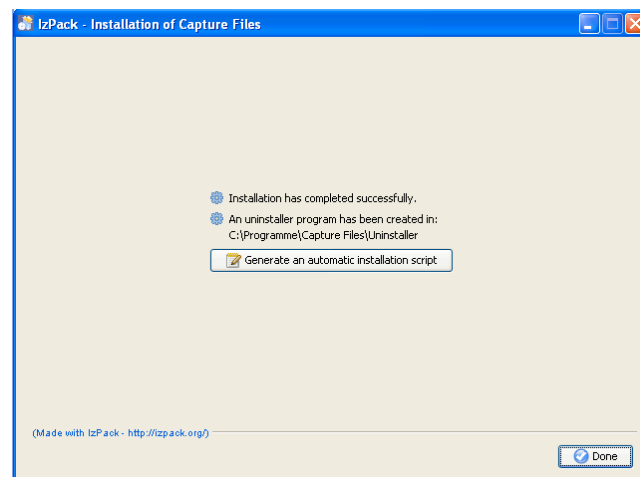 IzPack - Installation of Capture Files
Installation has completed successfully.
An uninstaller program has been created in:
C:\Programme\Capture Files\Uninstaller
Generate an automatic installation script
(Made with IzPack - http://izpack.org/)
Done